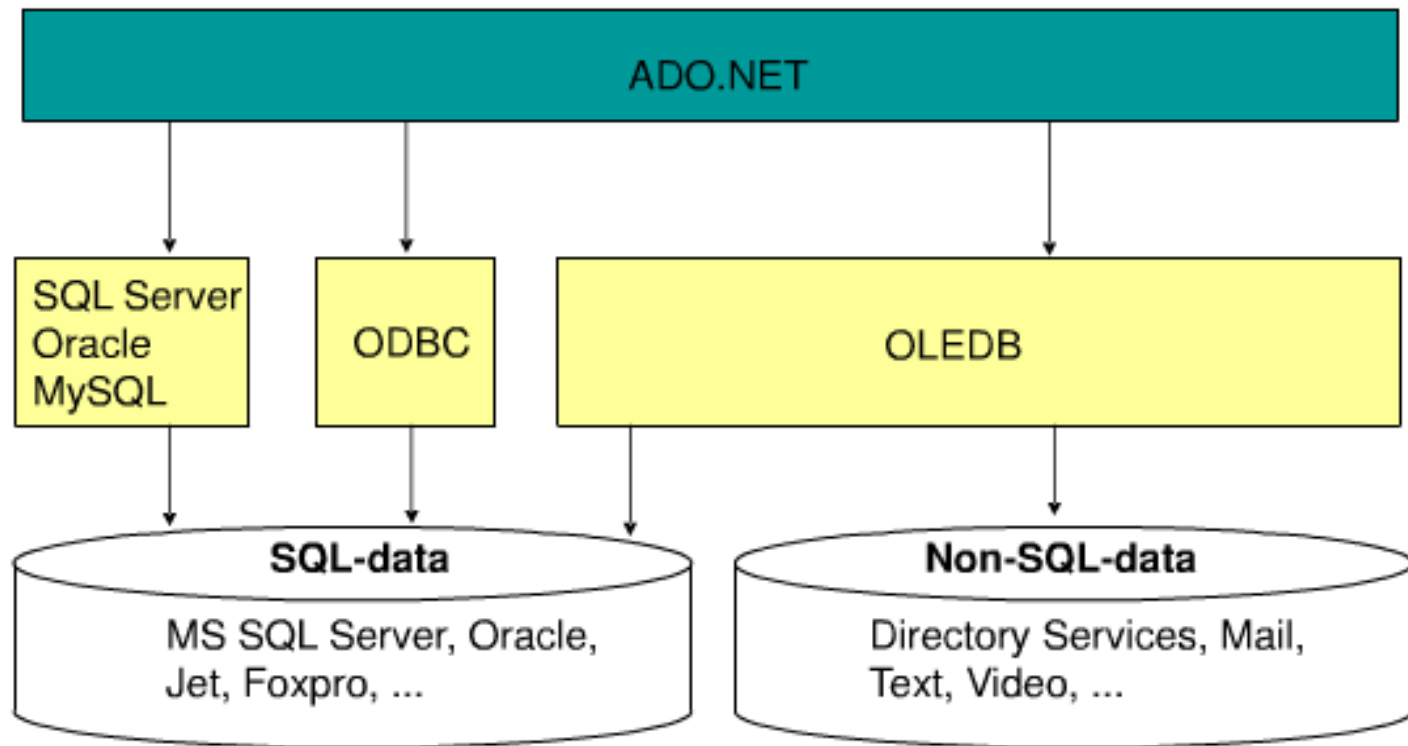 ADO.NET
SQL Server
Oracle
MySQL
ODBC
OLEDB
SQL-data
MS SQL Server, Oracle,
Jet, Foxpro, ...
Non-SQL-data
Directory Services, Mail,
Text, Video, ...